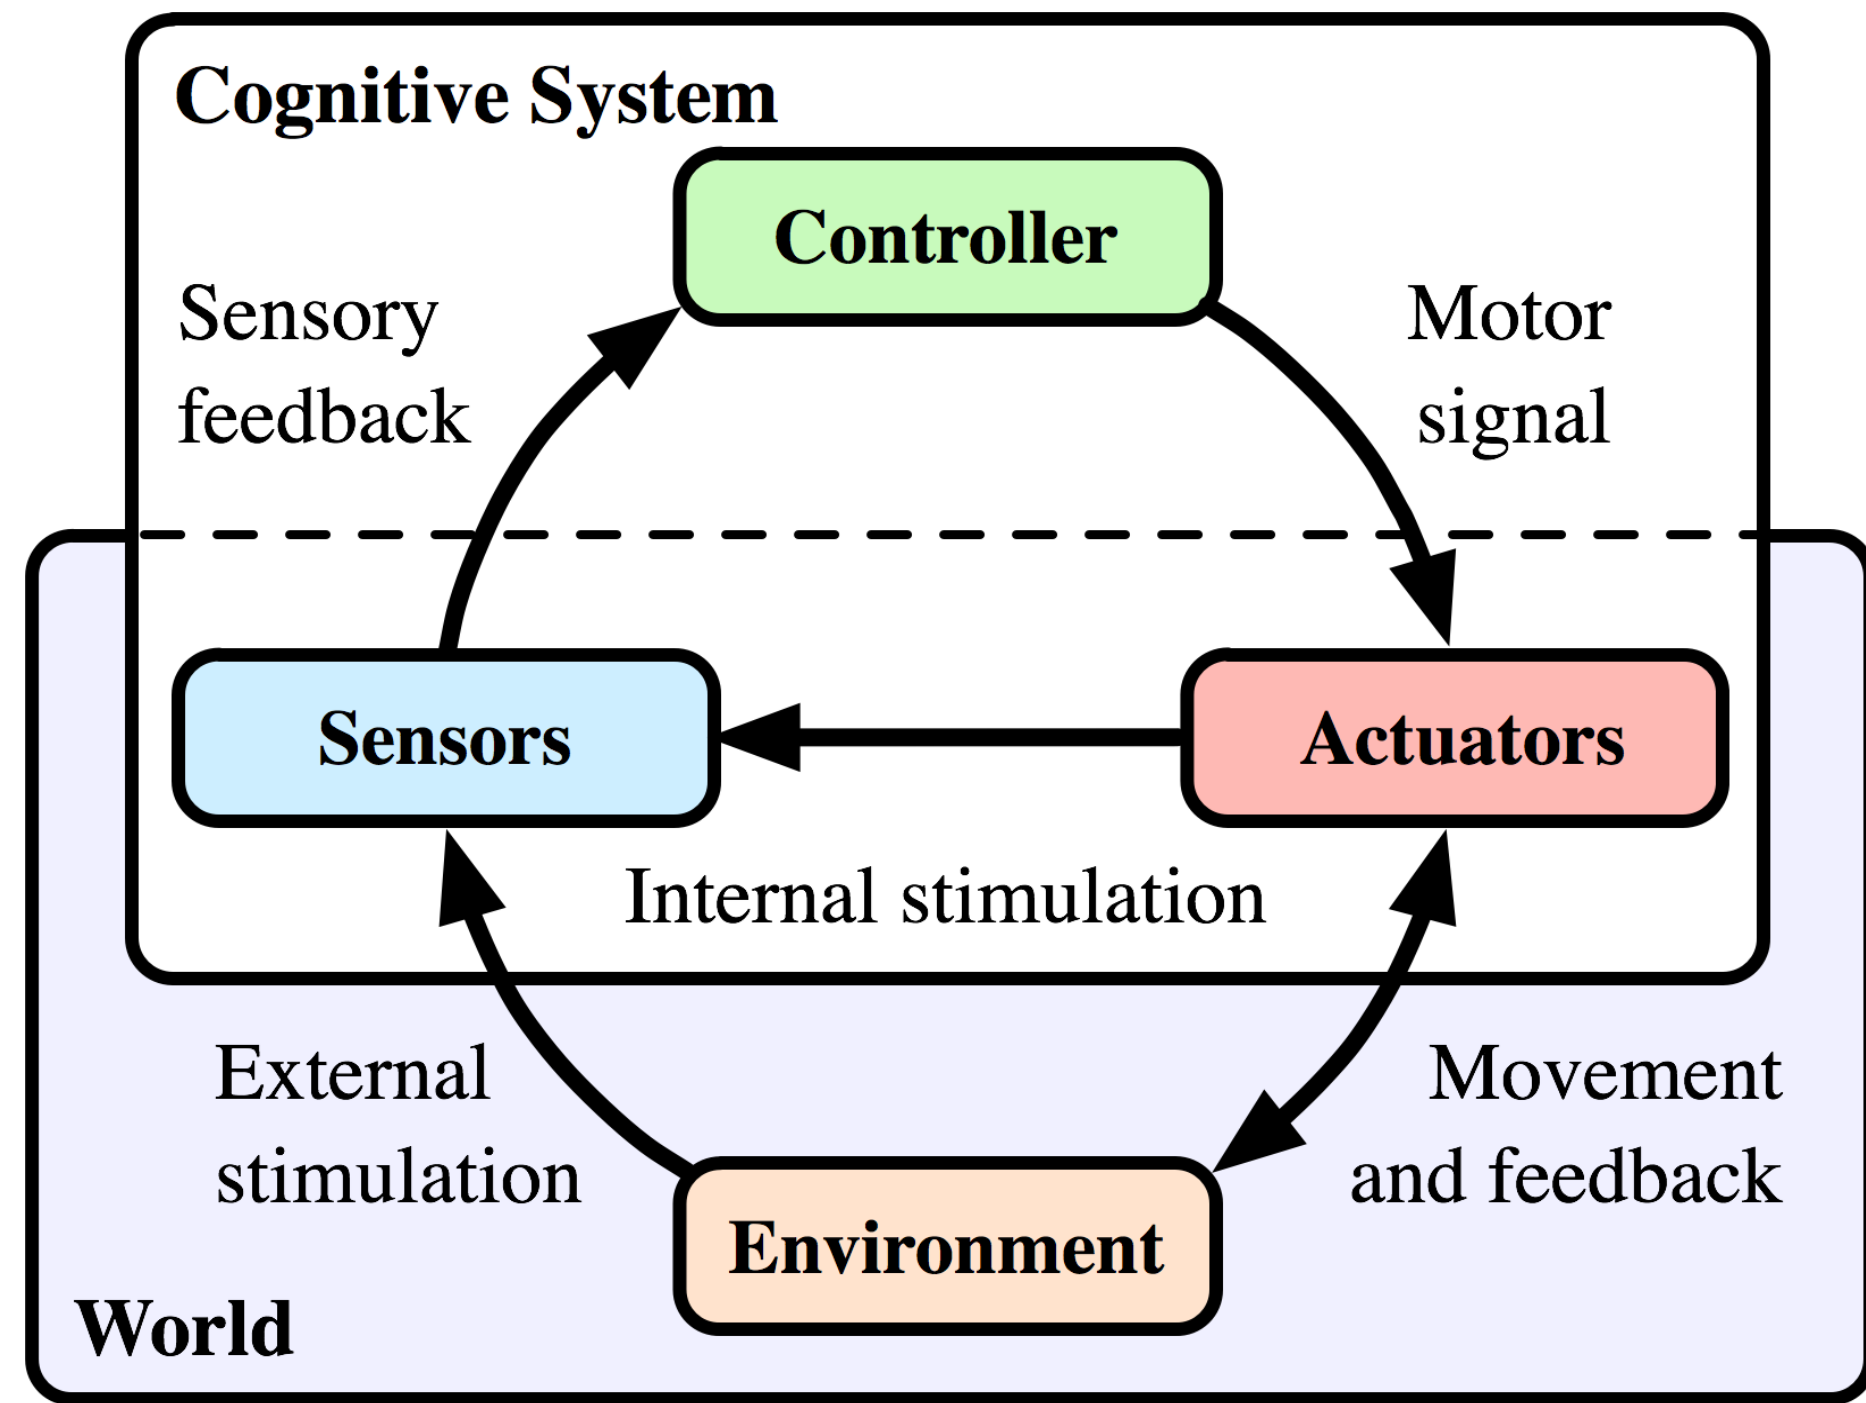 Cognitive System
Controller
Sensory
feedback
Motor
signal
Sensors
Actuators
Internal stimulation
External
stimulation
Movement
and feedback
Environment
World